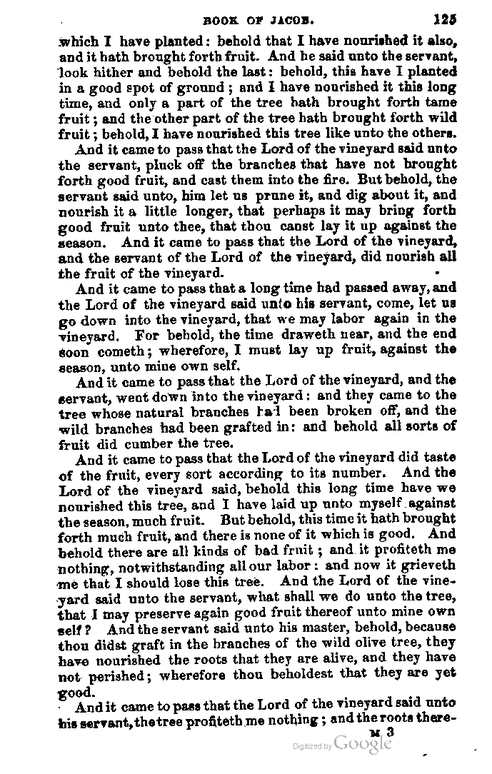 BOOK OF JACOB. 125
which I have planted: behold that I have nourished it also,
and it hath brought forth fruit. And he said unto the servant,
look hither and behold the last: behold, this have I planted
in a good spot of ground; and I have nourished it this long
time, and only a part of the tree hath brought forth tame
fruit; and the other part of the tree hath brought forth wild
fruit; behold, I have nourished this tree like unto the others.
And it came to pass that the Lord of the vineyard said unto
the servant, pluck off the branches that have not brought
forth good fruit, and cast them into the fire. But behold, the
servant said unto, him let us prune it, and dig about it, and
nourish it a little longer, that perhaps it may bring forth
good fruit unto thee, that thou canst lay it up against the
season. And it came to pass that the Lord of the vineyard,
and the servant of the Lord of the vineyard, did nourish all
the fruit of the vineyard.
And it came to pass that a long time had passed away, and
the Lord of the vineyard said unto his servant, come, let us
go down into the vineyard, that we may labor again in the
vineyard. For behold, the time draweth near, and the end
soon cometh; wherefore, I must lay up fruit, against the
season, unto mine own self.
And it came to pass that the Lord of the vineyard, and the
servant, went down into the vineyard: and they came to the
tree whose natural branches had been broken off, and the
wild branches had been grafted in: and behold all sorts of
fruit did cumber the tree.
And it came to pass that the Lord of the vineyard did taste
of the fruit, every sort according to its number. And the
Lord of the vineyard said, behold this long time have we
nourished this tree, and I have laid up unto myself against
the season, much fruit. But behold, this time it hath brought
forth much fruit, and there is none of it which is good. And
behold there are all kinds of bad fruit; and it profiteth me
nothing, notwithstanding all our labor: and now it grieveth
me that I should lose this tree. And the Lord of the vine-
yard said unto the servant, what shall we do unto the tree,
that I may preserve again good fruit thereof unto mine own
self? And the servant said unto his master, behold, because
thou didst graft in the branches of the wild olive tree, they
have nourished the roots that they are alive, and they have
not perished; wherefore thou beholdest that they are yet
good.
And it came to pass that the Lord of the vineyard said unto
his servant, the tree profiteth me nothing; and the roots there-
M 3
Digitized by Google